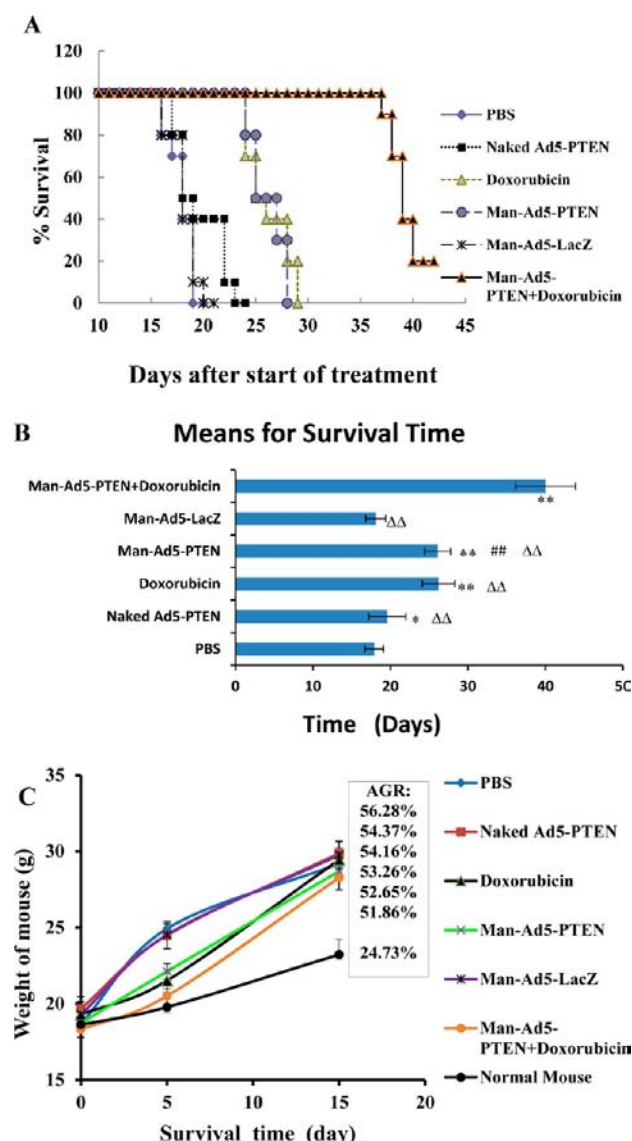 A
120
100
80
60
40
20
0
% Survival
10 15 20 25 30 35 40 45
Days after start of treatment
PBS
Naked Ad5-PTEN
Doxorubicin
Man-Ad5-PTEN
Man-Ad5-LacZ
Man-Ad5-
PTEN+Doxorubicin
B
Means for Survival Time
Man-Ad5-PTEN+Doxorubicin
**
Man-Ad5-LacZ
ΔΔ
Man-Ad5-PTEN
** ## ΔΔ
Doxorubicin
** ΔΔ
Naked Ad5-PTEN
* ΔΔ
PBS
0 10 20 30 40 50
Time (Days)
C
35
30
25
20
15
Weight of mouse (g)
AGR:
56.28%
54.37%
54.16%
53.26%
52.65%
51.86%
24.73%
0 5 10 15 20
Survival time (day)
PBS
Naked Ad5-PTEN
Doxorubicin
Man-Ad5-PTEN
Man-Ad5-LacZ
Man-Ad5-
PTEN+Doxorubicin
Normal Mouse